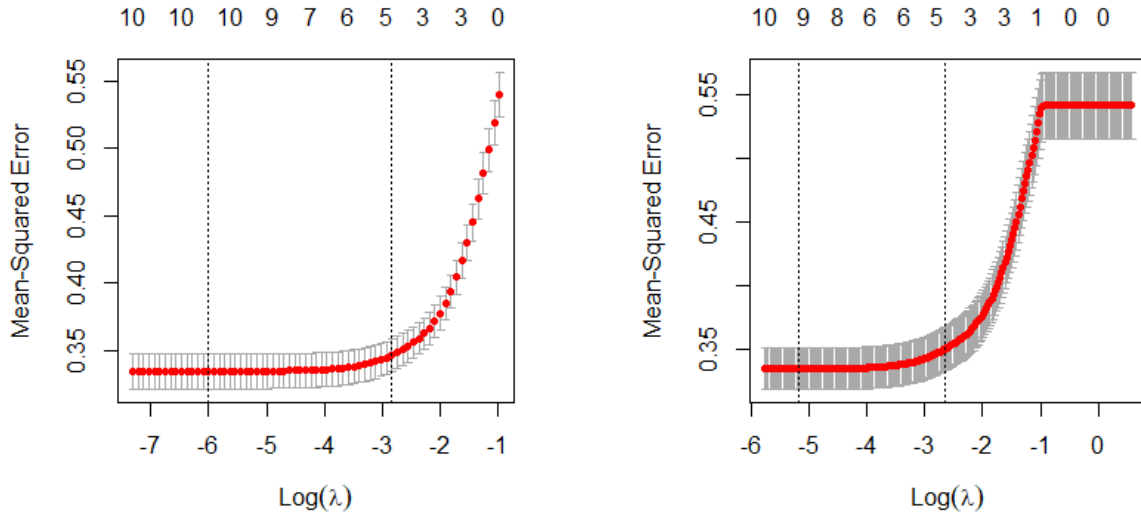 10 10 10 9 7 6 5 3 3 0
Mean-Squared Error
0.55
0.50
0.45
0.40
0.35
-7 -6 -5 -4 -3 -2 -1
Log(λ)
10 9 8 6 6 5 3 3 1 0 0
Mean-Squared Error
0.55
0.45
0.35
-6 -5 -4 -3 -2 -1 0
Log(λ)